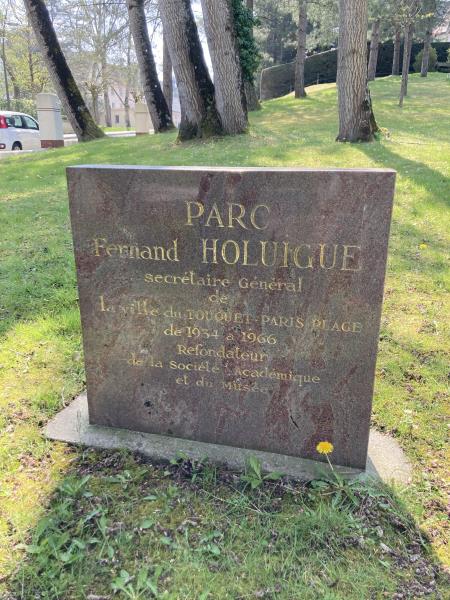 PARC
Fernand HOLUIGUE
secrétaire Général
de
la ville du TOUQUET-PARIS PLAGE
de 1934 à 1966
Refondateur
de la Société Académique
et du Musée